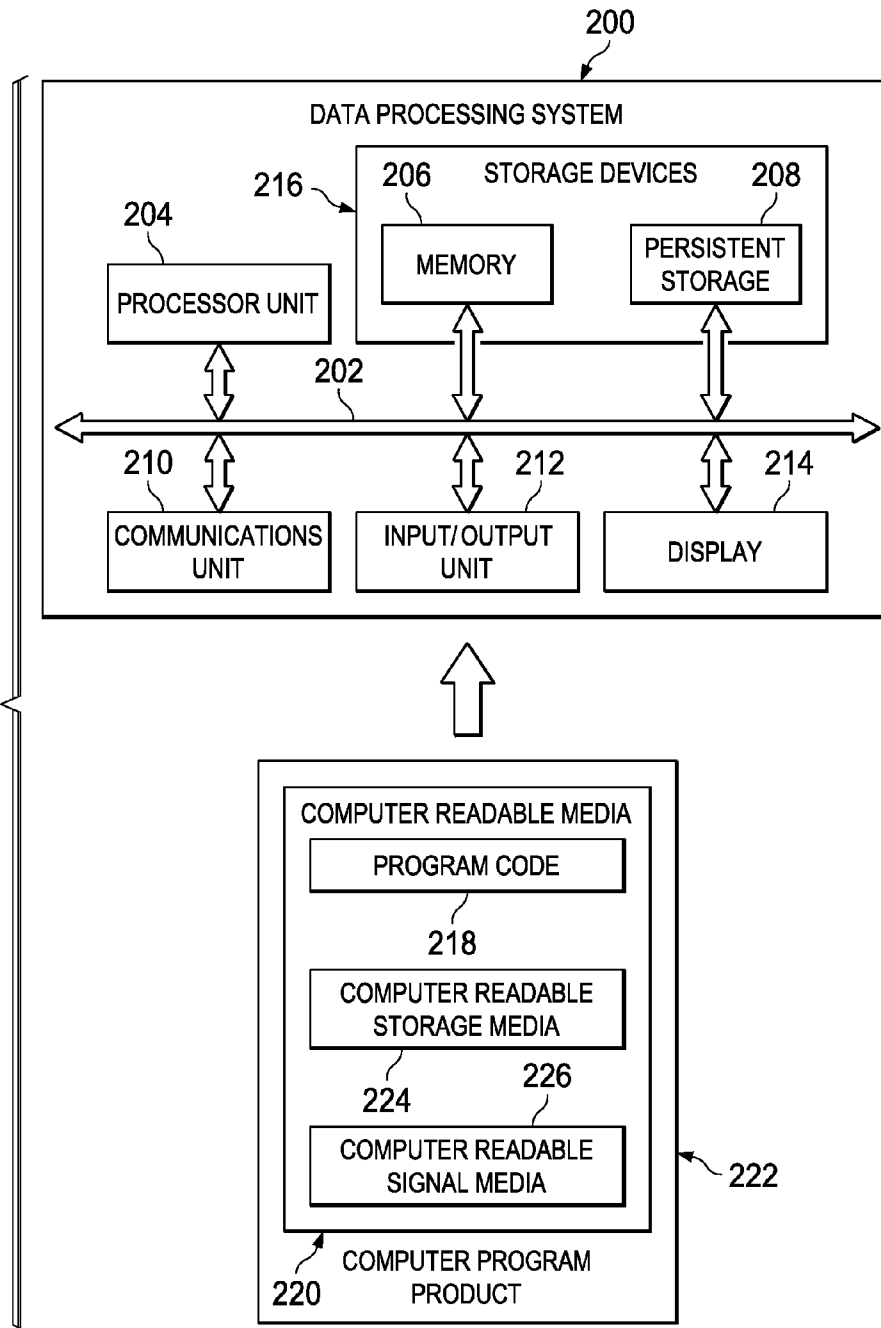 200
DATA PROCESSING SYSTEM
216
206
STORAGE DEVICES
208
204
MEMORY
PERSISTENT
STORAGE
PROCESSOR UNIT
202
210
212
214
COMMUNICATIONS
UNIT
INPUT/OUTPUT
UNIT
DISPLAY
COMPUTER READABLE MEDIA
PROGRAM CODE
218
COMPUTER READABLE
STORAGE MEDIA
224
226
COMPUTER READABLE
SIGNAL MEDIA
222
220
COMPUTER PROGRAM
PRODUCT